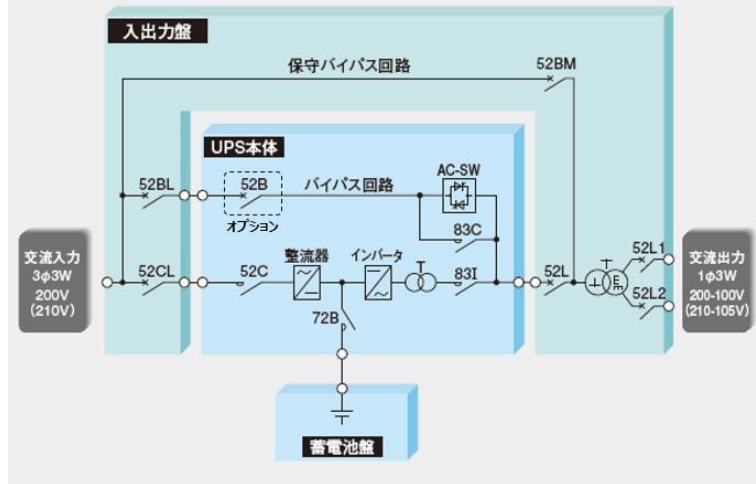 入出力盤
保守バイパス回路
52BM
UPS本体
AC-SW
52BL
52B
バイパス回路
オプション
83C
交流入力
3φ3W
200V
(210V)
52CL
52C
整流器
インバータ
T
83I
52L
T
52L1
52L2
交流出力
1φ3W
200-100V
(210-105V)
72B
蓄電池盤